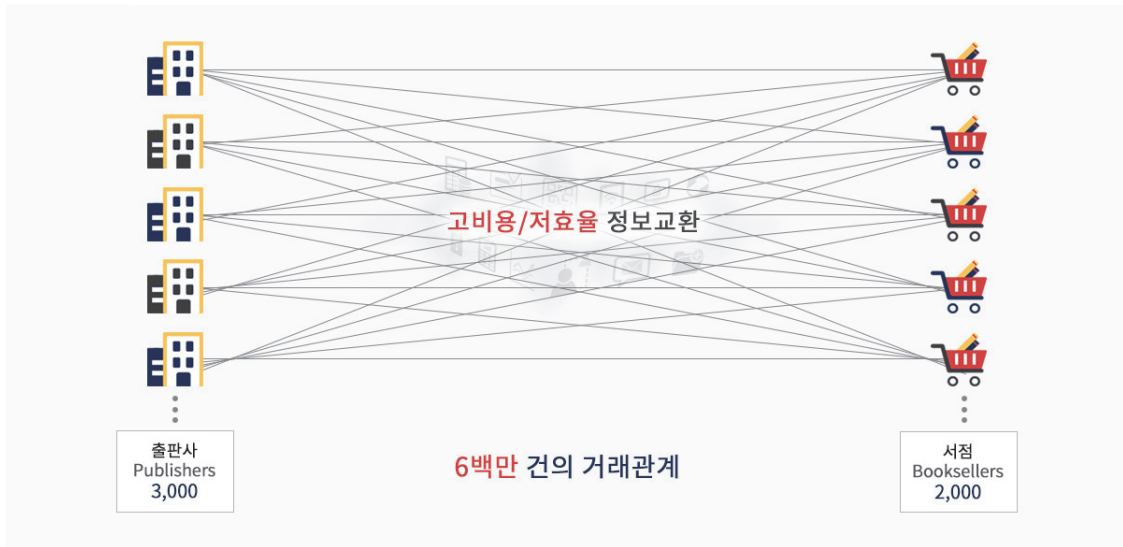 고비용/저효율 정보교환
출판사
Publishers
3,000
6백만 건의 거래관계
서점
Booksellers
2,000